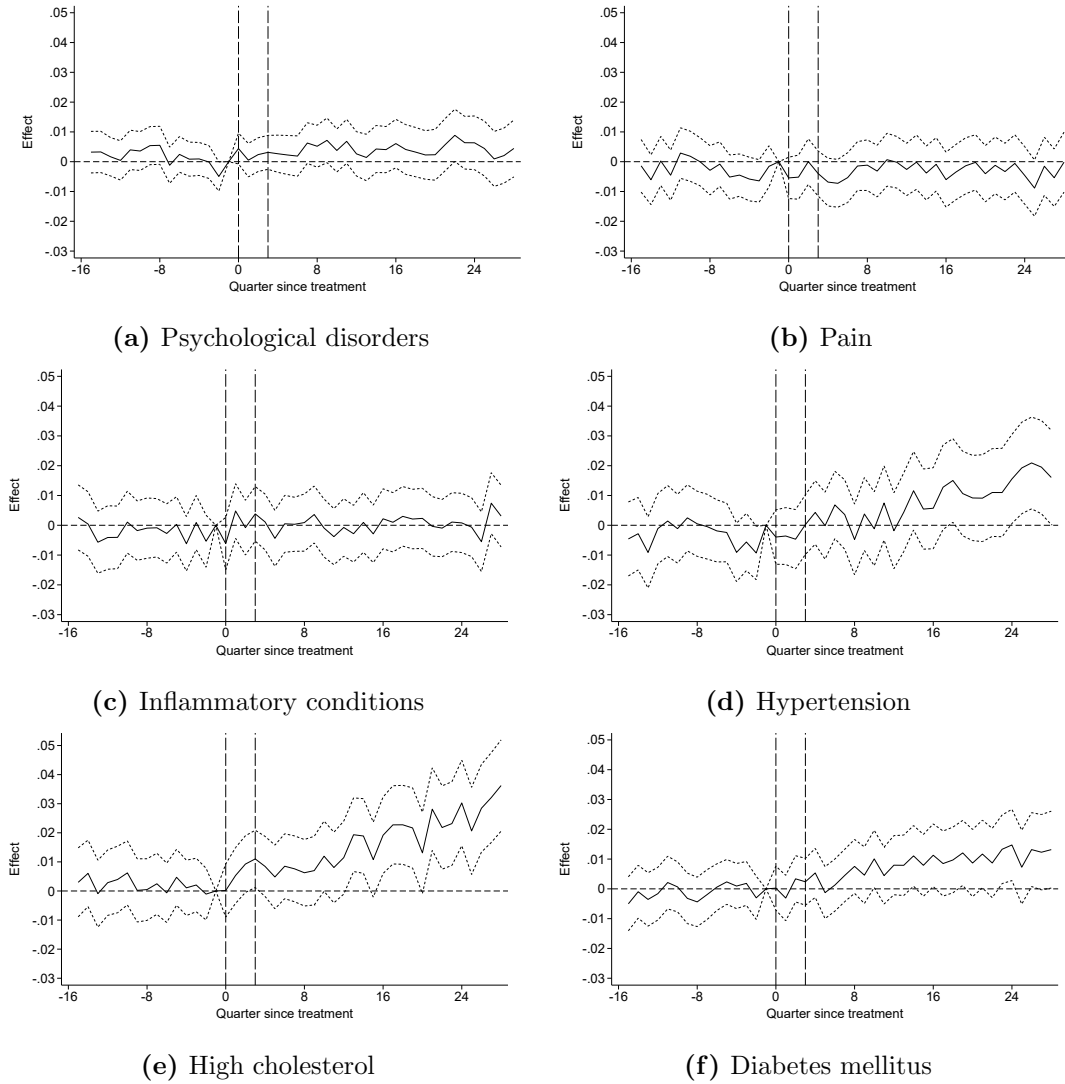 .05
.04
.03
.02
.01
0
-.01
-.02
-.03
Effect
-16 -8 0 8 16 24
Quarter since treatment
(a) Psychological disorders
.05
.04
.03
.02
.01
0
-.01
-.02
-.03
Effect
-16 -8 0 8 16 24
Quarter since treatment
(b) Pain
.05
.04
.03
.02
.01
0
-.01
-.02
-.03
Effect
-16 -8 0 8 16 24
Quarter since treatment
(c) Inflammatory conditions
.05
.04
.03
.02
.01
0
-.01
-.02
-.03
Effect
-16 -8 0 8 16 24
Quarter since treatment
(d) Hypertension
.05
.04
.03
.02
.01
0
-.01
-.02
-.03
Effect
-16 -8 0 8 16 24
Quarter since treatment
(e) High cholesterol
.05
.04
.03
.02
.01
0
-.01
-.02
-.03
Effect
-16 -8 0 8 16 24
Quarter since treatment
(f) Diabetes mellitus